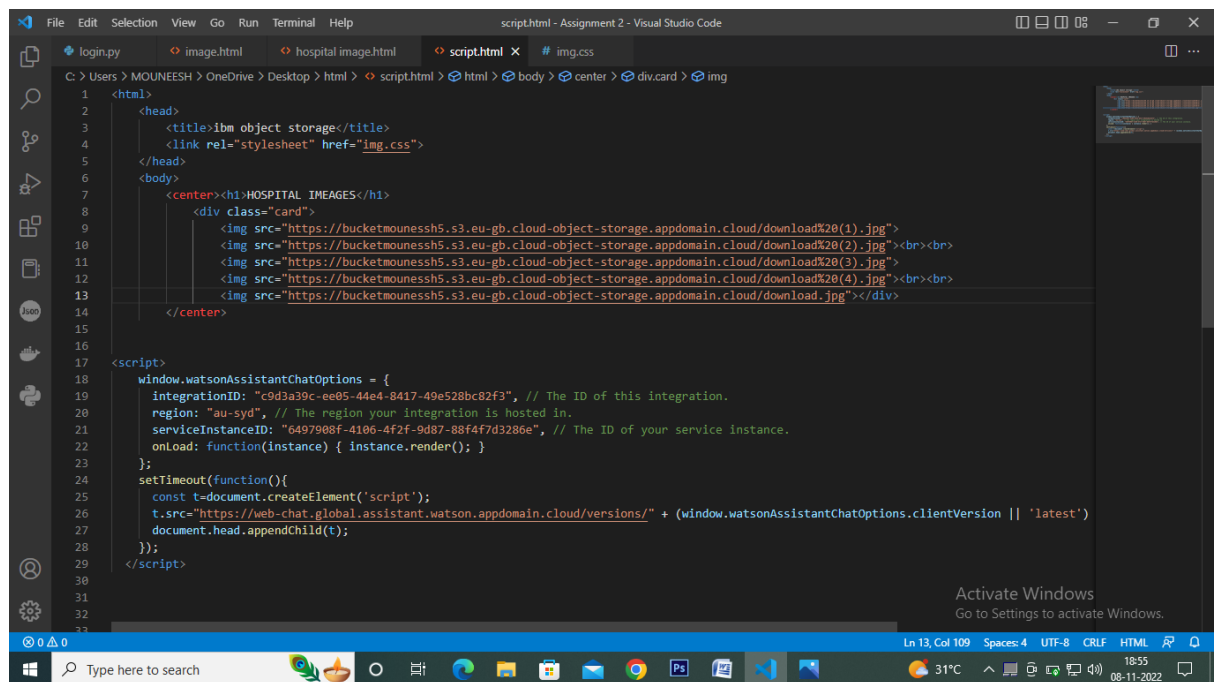 File Edit Selection View Go Run Terminal Help script.html - Assignment 2 - Visual Studio Code
login.py <> image.html <> hospital image.html <> script.html # img.css
C: > Users > MOUNEESH > OneDrive > Desktop > html > <> script.html > html > body > center > div.card > img
1 <html>
2 <head>
3 <title>ibm object storage</title>
4 <link rel="stylesheet" href="img.css">
5 </head>
6 <body>
7 <center><h1>HOSPITAL IMEAGES</h1>
8 <div class="card">
9 <img src="https://bucketmounessh5.s3.eu-gb.cloud-object-storage.appdomain.cloud/download%20(1).jpg">
10 <img src="https://bucketmounessh5.s3.eu-gb.cloud-object-storage.appdomain.cloud/download%20(2).jpg"><br><br>
11 <img src="https://bucketmounessh5.s3.eu-gb.cloud-object-storage.appdomain.cloud/download%20(3).jpg">
12 <img src="https://bucketmounessh5.s3.eu-gb.cloud-object-storage.appdomain.cloud/download%20(4).jpg"><br><br>
13 <img src="https://bucketmounessh5.s3.eu-gb.cloud-object-storage.appdomain.cloud/download.jpg"></div>
14 </center>
15
16
17 <script>
18 window.watsonAssistantChatOptions = {
19 integrationID: "c9d3a39c-ee05-44e4-8417-49e528bc82f3", // The ID of this integration.
20 region: "au-syd", // The region your integration is hosted in.
21 serviceInstanceID: "6497908f-4106-4f2f-9d87-88f4f7d3286e", // The ID of your service instance.
22 onLoad: function(instance) { instance.render(); }
23 };
24 setTimeout(function(){
25 const t=document.createElement('script');
26 t.src="https://web-chat.global.assistant.watson.appdomain.cloud/versions/" + (window.watsonAssistantChatOptions.clientVersion || 'latest')
27 document.head.appendChild(t);
28 });
29 </script>
30
31
32
33
Json
Activate Windows
Go to Settings to activate Windows.
0 0 Ln 13, Col 109 Spaces: 4 UTF-8 CRLF HTML
Type here to search Ps 31°C 18:55
08-11-2022